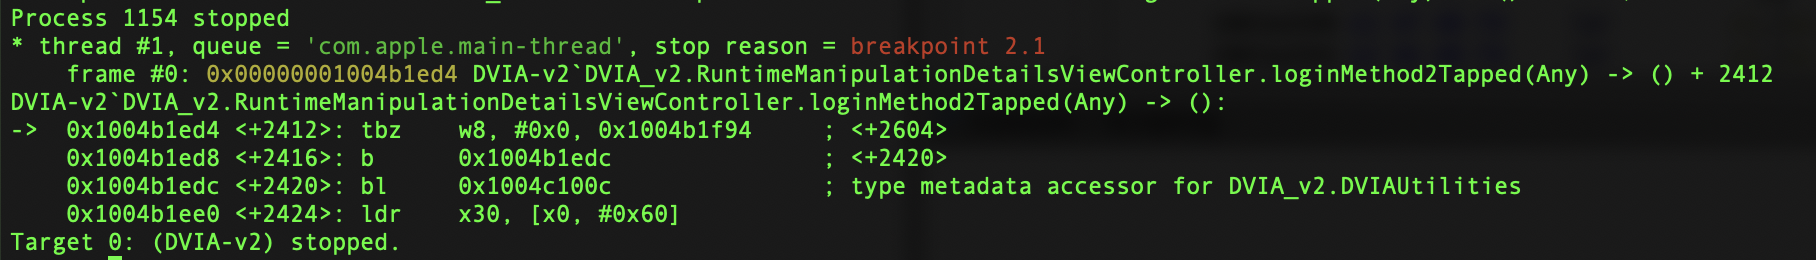 Process 1154 stopped
* thread #1, queue = 'com.apple.main-thread', stop reason = breakpoint 2.1
    frame #0: 0x00000001004b1ed4 DVIA-v2`DVIA_v2.RuntimeManipulationDetailsViewController.loginMethod2Tapped(Any) -> () + 2412
DVIA-v2`DVIA_v2.RuntimeManipulationDetailsViewController.loginMethod2Tapped(Any) -> ():
->  0x1004b1ed4 <+2412>: tbz    w8, #0x0, 0x1004b1f94     ; <+2604>
    0x1004b1ed8 <+2416>: b      0x1004b1edc               ; <+2420>
    0x1004b1edc <+2420>: bl     0x1004c100c               ; type metadata accessor for DVIA_v2.DVIAUtilities
    0x1004b1ee0 <+2424>: ldr    x30, [x0, #0x60]
Target 0: (DVIA-v2) stopped.